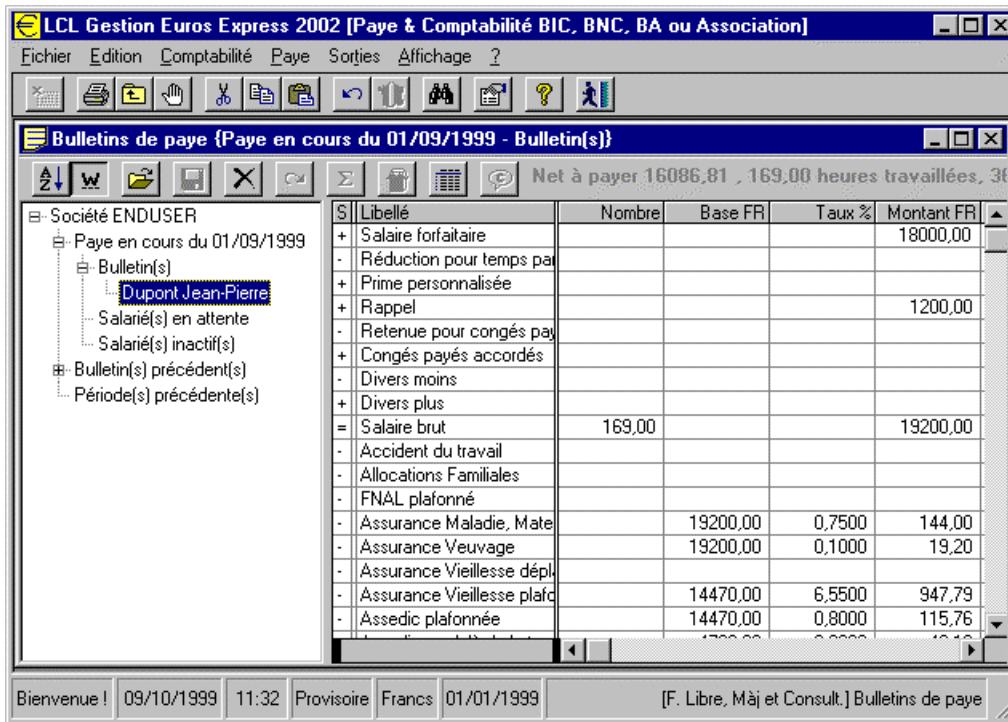 LCL Gestion Euros Express 2002 [Paye & Comptabilité BIC, BNC, BA ou Association]
Fichier Edition Comptabilité Paye Sorties Affichage ?
Bulletins de paye {Paye en cours du 01/09/1999 - Bulletin(s)}
Net à payer 16086,81 , 169,00 heures travaillées, 36
Société ENDUSER
Paye en cours du 01/09/1999
Bulletin(s)
Dupont Jean-Pierre
Salarié(s) en attente
Salarié(s) inactif(s)
Bulletin(s) précédent(s)
Période(s) précédente(s)
S Libellé Nombre Base FR Taux % Montant FR
+ Salaire forfaitaire 18000,00
- Réduction pour temps par
+ Prime personnalisée
+ Rappel 1200,00
- Retenue pour congés pay
+ Congés payés accordés
- Divers moins
+ Divers plus
= Salaire brut 169,00 19200,00
- Accident du travail
- Allocations Familiales
- FNAL plafonné
- Assurance Maladie, Mate 19200,00 0,7500 144,00
- Assurance Veuvage 19200,00 0,1000 19,20
- Assurance Vieillesse dépl
- Assurance Vieillesse plafo 14470,00 6,5500 947,79
- Assedic plafonnée 14470,00 0,8000 115,76
Bienvenue ! 09/10/1999 11:32 Provisoire Francs 01/01/1999 [F. Libre, Màj et Consult.] Bulletins de paye